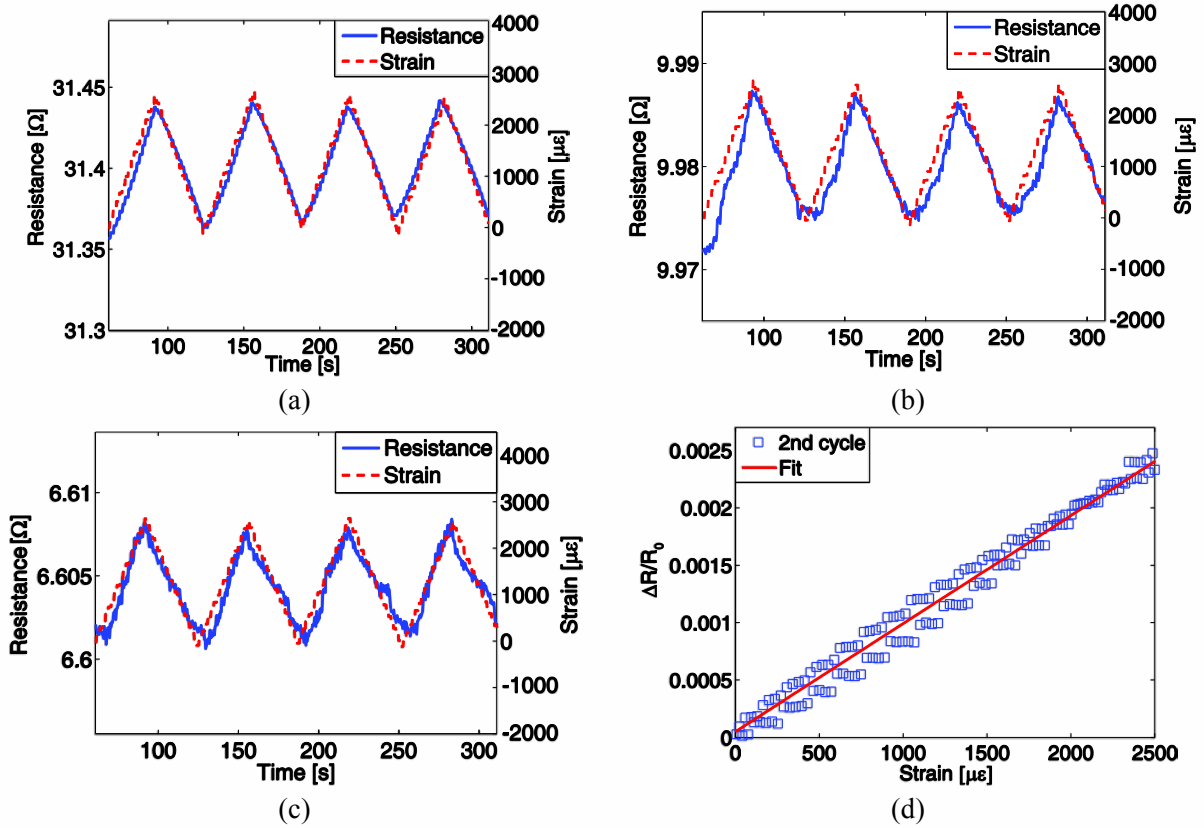 Resistance
Strain
31.45
31.4
31.35
31.3
Resistance [Ω]
4000
3000
2000
1000
0
-1000
-2000
Strain [µε]
100 150 200 250 300
Time [s]
(a)
Resistance
Strain
9.99
9.98
9.97
Resistance [Ω]
4000
3000
2000
1000
0
-1000
-2000
Strain [µε]
100 150 200 250 300
Time [s]
(b)
Resistance
Strain
6.61
6.605
6.6
Resistance [Ω]
4000
3000
2000
1000
0
-1000
-2000
Strain [µε]
100 150 200 250 300
Time [s]
(c)
2nd cycle
Fit
0.0025
0.002
0.0015
0.001
0.0005
0
ΔR/R0
0 500 1000 1500 2000 2500
Strain [µε]
(d)